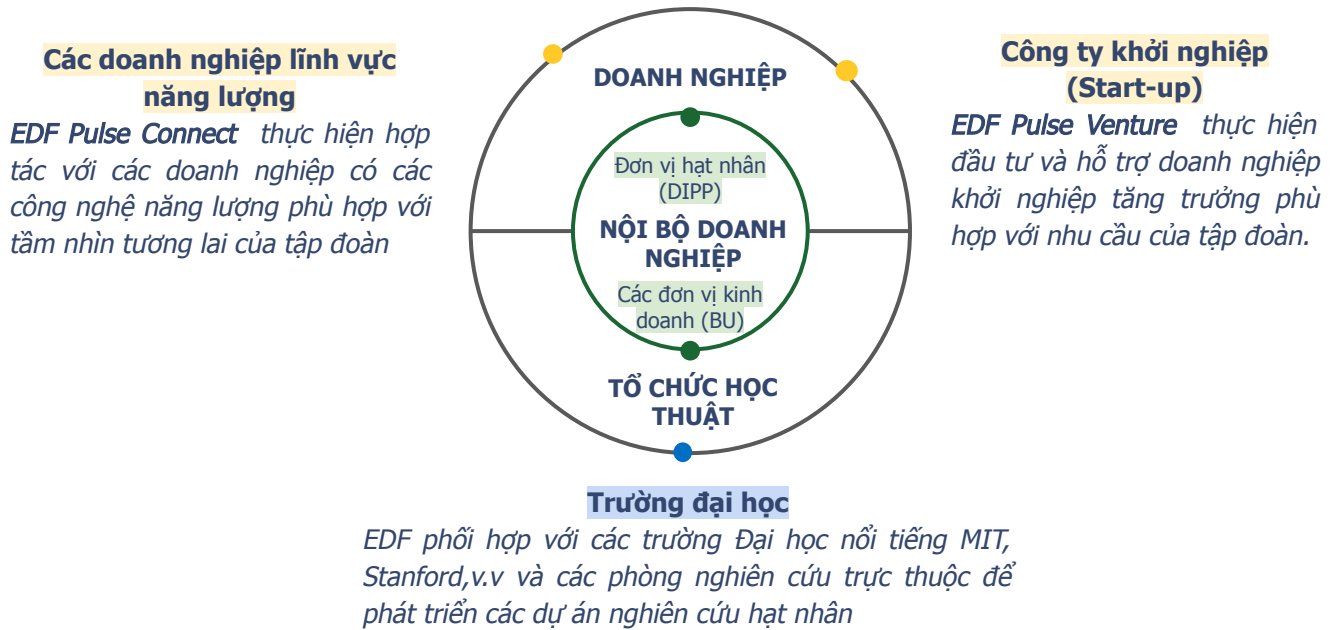 Các doanh nghiệp lĩnh vực
năng lượng
EDF Pulse Connect thực hiện hợp
tác với các doanh nghiệp có các
công nghệ năng lượng phù hợp với
tầm nhìn tương lai của tập đoàn
DOANH NGHIỆP
Đơn vị hạt nhân
(DIPP)
NỘI BỘ DOANH
NGHIỆP
Các đơn vị kinh
doanh (BU)
TỔ CHỨC HỌC
THUẬT
Công ty khởi nghiệp
(Start-up)
EDF Pulse Venture thực hiện
đầu tư và hỗ trợ doanh nghiệp
khởi nghiệp tăng trưởng phù
hợp với nhu cầu của tập đoàn.
Trường đại học
EDF phối hợp với các trường Đại học nổi tiếng MIT,
Stanford,v.v và các phòng nghiên cứu trực thuộc để
phát triển các dự án nghiên cứu hạt nhân